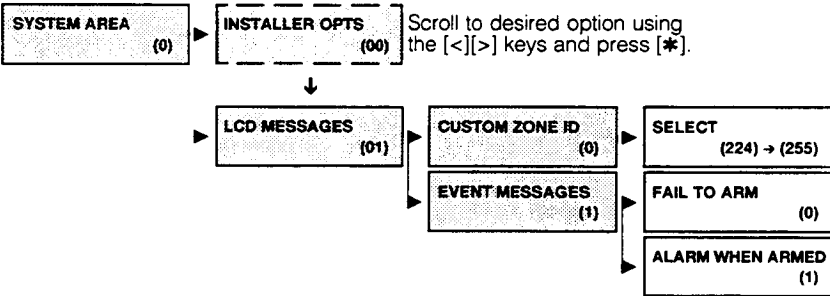 SYSTEM AREA
(0)
INSTALLER OPTS
(00)
Scroll to desired option using
the [<][>] keys and press [✱].
LCD MESSAGES
(01)
CUSTOM ZONE ID
(0)
SELECT
(224) → (255)
EVENT MESSAGES
(1)
FAIL TO ARM
(0)
ALARM WHEN ARMED
(1)